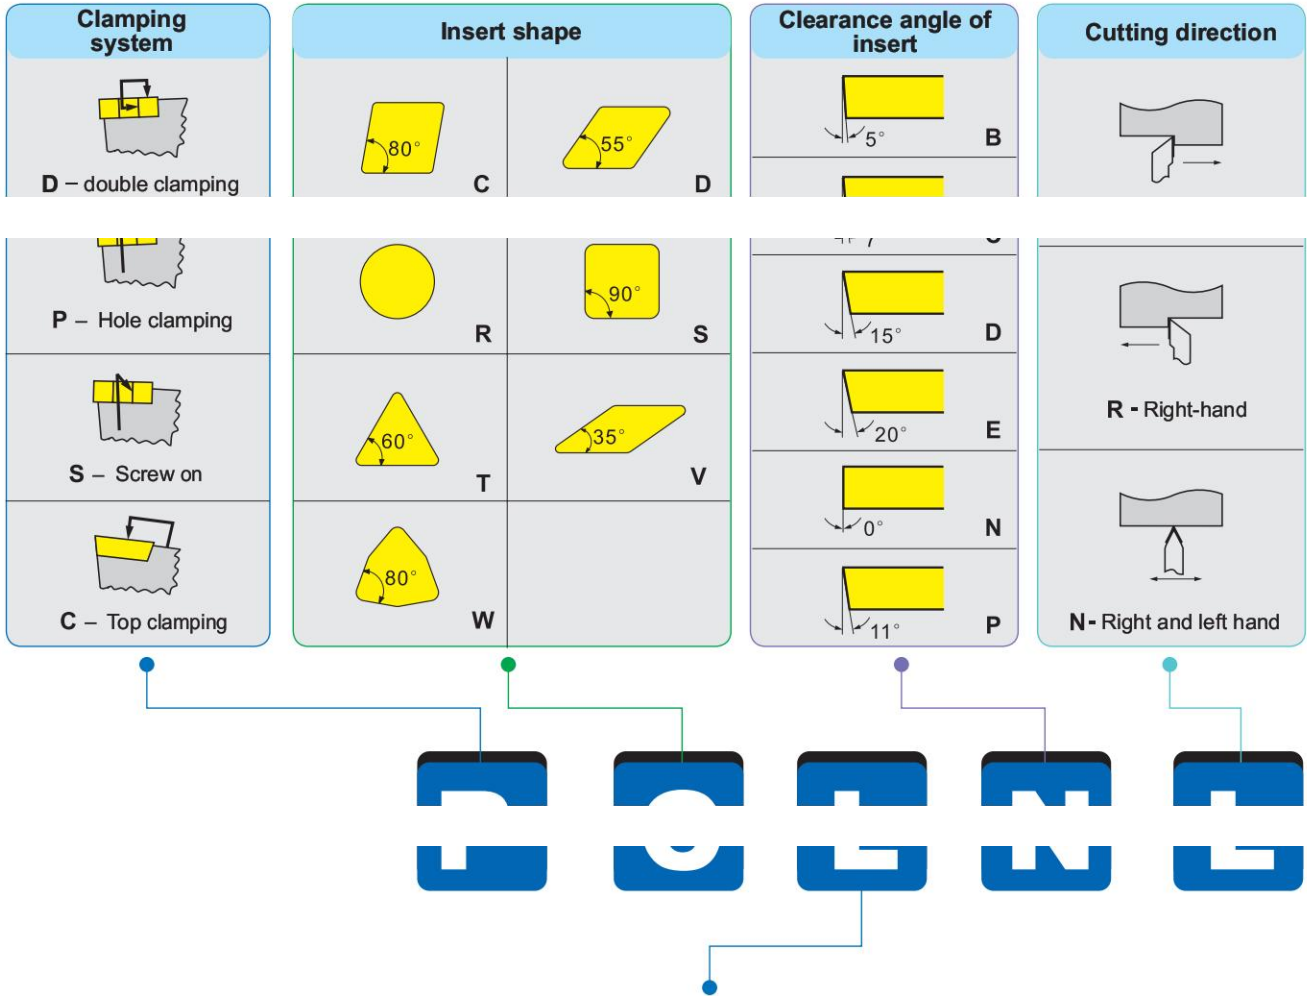 Clamping
system
D – double clamping
P – Hole clamping
S – Screw on
C – Top clamping
Insert shape
80°
C
55°
D
R
90°
S
60°
T
35°
V
80°
W
Clearance angle of
insert
5°
B
15°
D
20°
E
0°
N
11°
P
Cutting direction
R - Right-hand
N- Right and left hand
P L N L